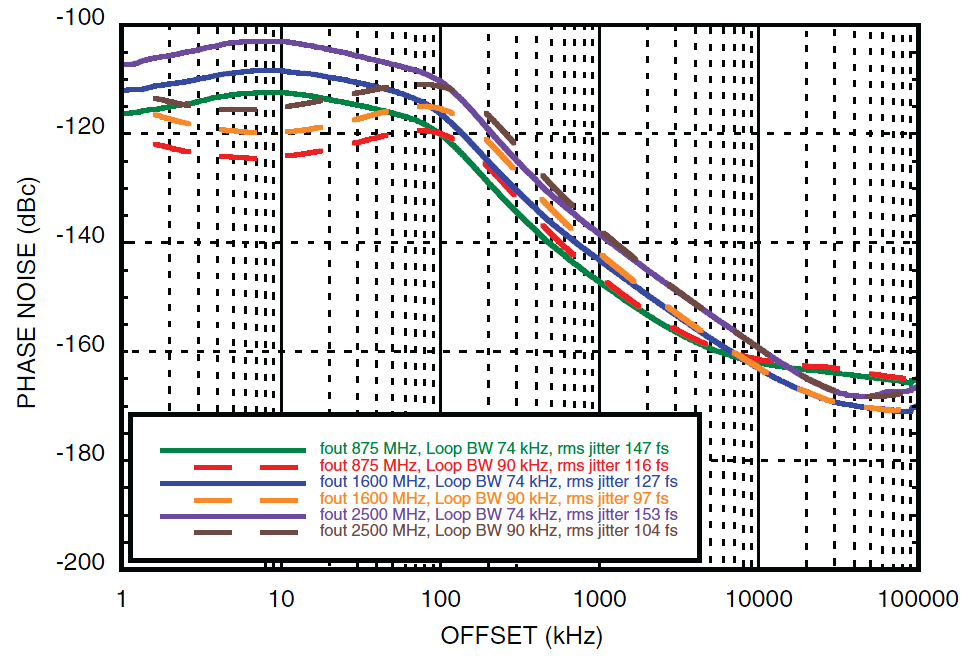 -100
-120
-140
-160
-180
-200
PHASE NOISE (dBc)
fout 875 MHz, Loop BW 74 kHz, rms jitter 147 fs
fout 875 MHz, Loop BW 90 kHz, rms jitter 116 fs
fout 1600 MHz, Loop BW 74 kHz, rms jitter 127 fs
fout 1600 MHz, Loop BW 90 kHz, rms jitter 97 fs
fout 2500 MHz, Loop BW 74 kHz, rms jitter 153 fs
fout 2500 MHz, Loop BW 90 kHz, rms jitter 104 fs
1 10 100 1000 10000 100000
OFFSET (kHz)